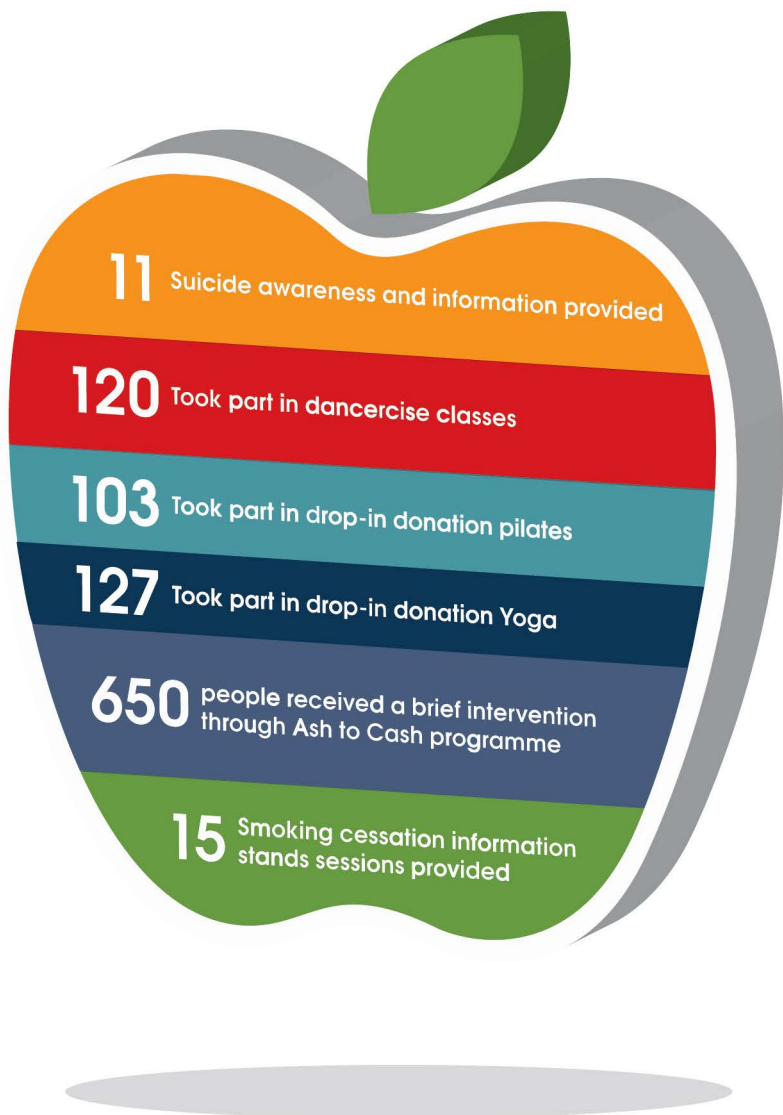 11 Suicide awareness and information provided
120 Took part in dancercise classes
103 Took part in drop-in donation pilates
127 Took part in drop-in donation Yoga
650 people received a brief intervention
through Ash to Cash programme
15 Smoking cessation information
stands sessions provided